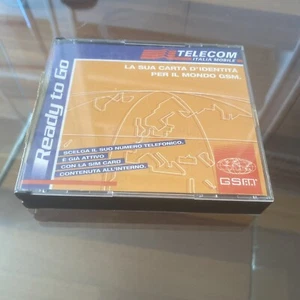 TELECOM
ITALIA MOBILE
LA SUA CARTA D'IDENTITÀ
PER IL MONDO GSM.
Ready to Go
SCELGA IL SUO NUMERO TELEFONICO.
E GIÀ ATTIVO
CON LA SIM CARD
CONTENUTA ALL'INTERNO.
GSM